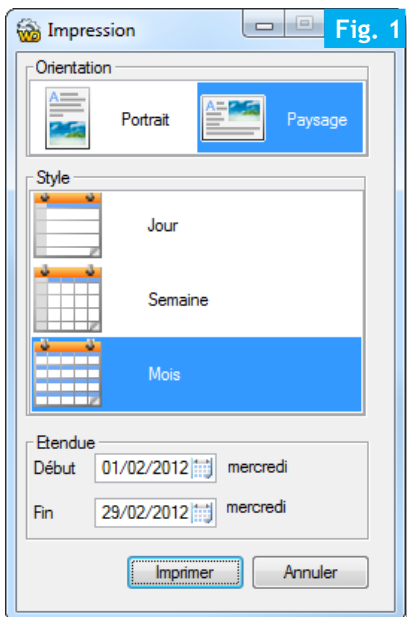 Impression
Fig. 1
Orientation
Portrait
Paysage
Style
Jour
Semaine
Mois
Etendue
Début 01/02/2012 mercredi
Fin 29/02/2012 mercredi
Imprimer Annuler